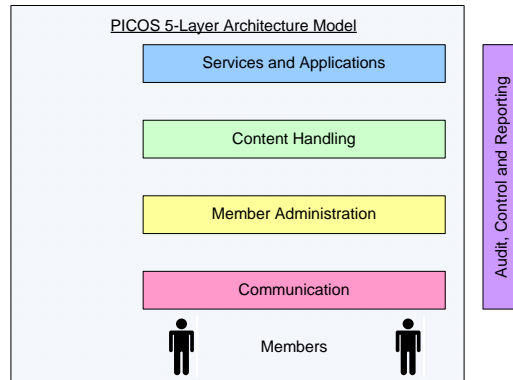 PICOS 5-Layer Architecture Model
Services and Applications
Content Handling
Member Administration
Communication
Members
Audit, Control and Reporting